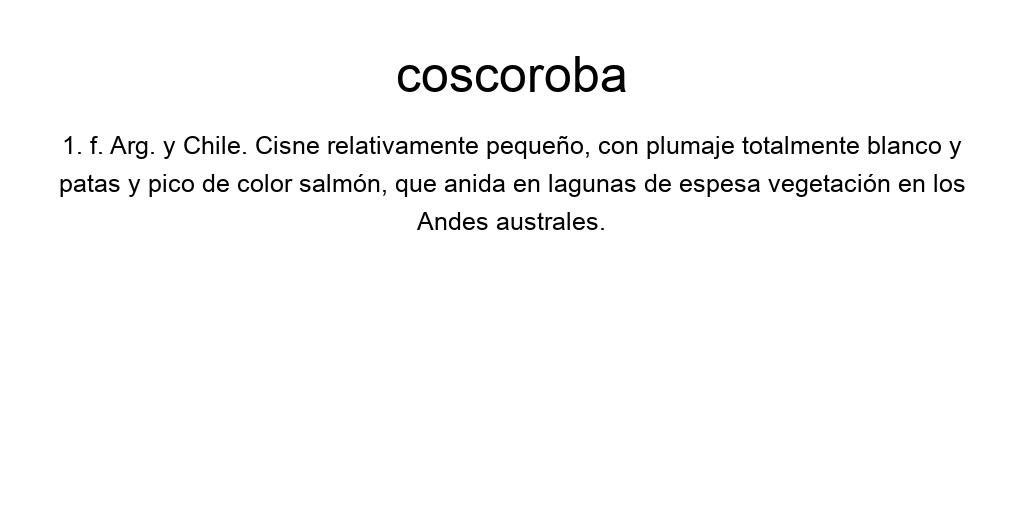 coscoroba
1. f. Arg. y Chile. Cisne relativamente pequeño, con plumaje totalmente blanco y
patas y pico de color salmón, que anida en lagunas de espesa vegetación en los
Andes australes.